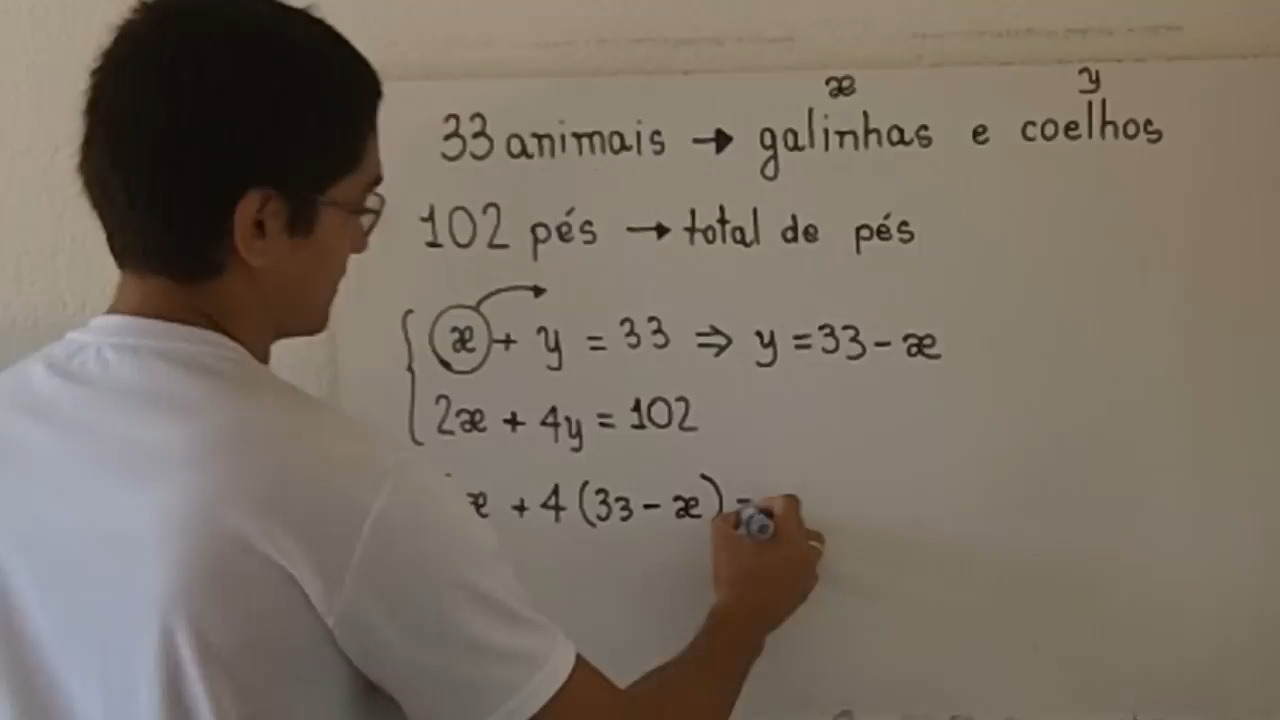 x y
33 animais → galinhas e coelhos
102 pés → total de pés
x + y = 33 ⇒ y = 33 - x
2x + 4y = 102
x + 4(33 - x) =